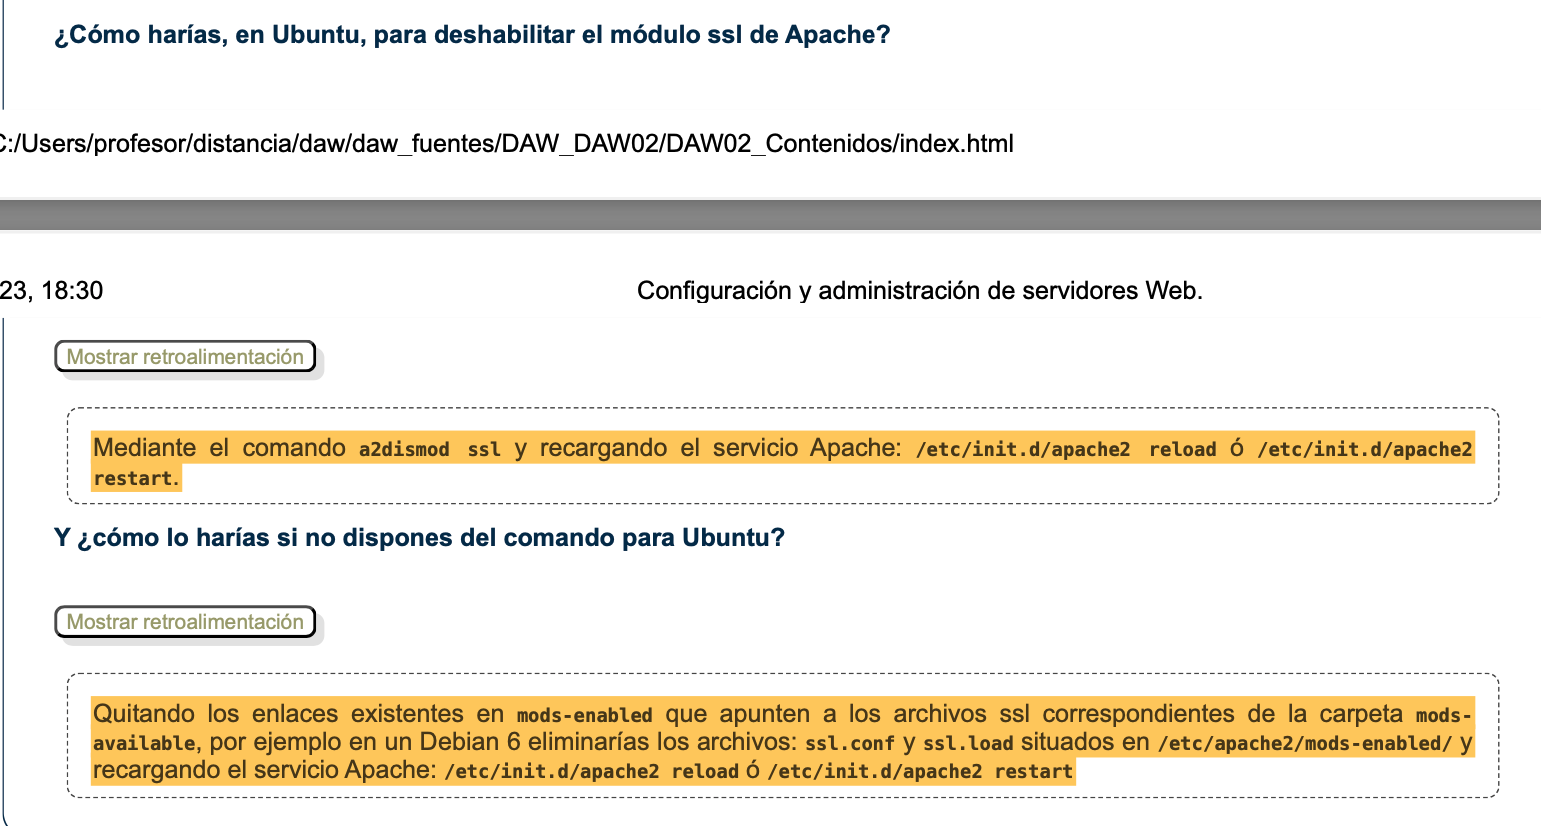 ¿Cómo harías, en Ubuntu, para deshabilitar el módulo ssl de Apache?
C:/Users/profesor/distancia/daw/daw_fuentes/DAW_DAW02/DAW02_Contenidos/index.html
23, 18:30 Configuración y administración de servidores Web.
Mostrar retroalimentación
Mediante el comando a2dismod ssl y recargando el servicio Apache: /etc/init.d/apache2 reload ó /etc/init.d/apache2
restart.
Y ¿cómo lo harías si no dispones del comando para Ubuntu?
Mostrar retroalimentación
Quitando los enlaces existentes en mods-enabled que apunten a los archivos ssl correspondientes de la carpeta mods-
available, por ejemplo en un Debian 6 eliminarías los archivos: ssl.conf y ssl.load situados en /etc/apache2/mods-enabled/ y
recargando el servicio Apache: /etc/init.d/apache2 reload ó /etc/init.d/apache2 restart